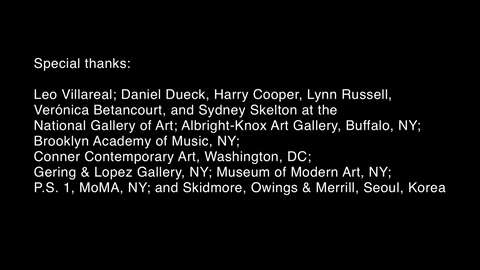 Special thanks:
Leo Villareal; Daniel Dueck, Harry Cooper, Lynn Russell,
Verónica Betancourt, and Sydney Skelton at the
National Gallery of Art; Albright-Knox Art Gallery, Buffalo, NY;
Brooklyn Academy of Music, NY;
Conner Contemporary Art, Washington, DC;
Gering & Lopez Gallery, NY; Museum of Modern Art, NY;
P.S. 1, MoMA, NY; and Skidmore, Owings & Merrill, Seoul, Korea